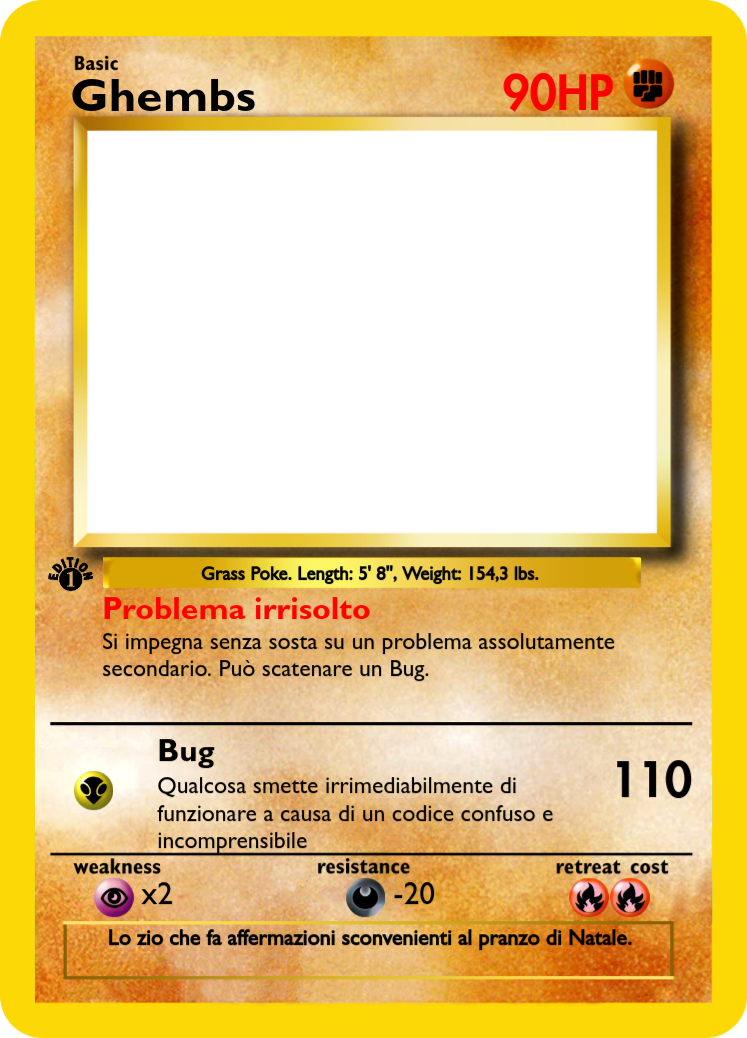 Basic
Ghembs
90HP
EDITION
1
Grass Poke. Length: 5' 8", Weight: 154,3 lbs.
Problema irrisolto
Si impegna senza sosta su un problema assolutamente
secondario. Può scatenare un Bug.
Bug
110
Qualcosa smette irrimediabilmente di
funzionare a causa di un codice confuso e
incomprensibile
weakness
resistance
retreat cost
x2
-20
Lo zio che fa affermazioni sconvenienti al pranzo di Natale.